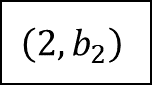 (2, b₂)